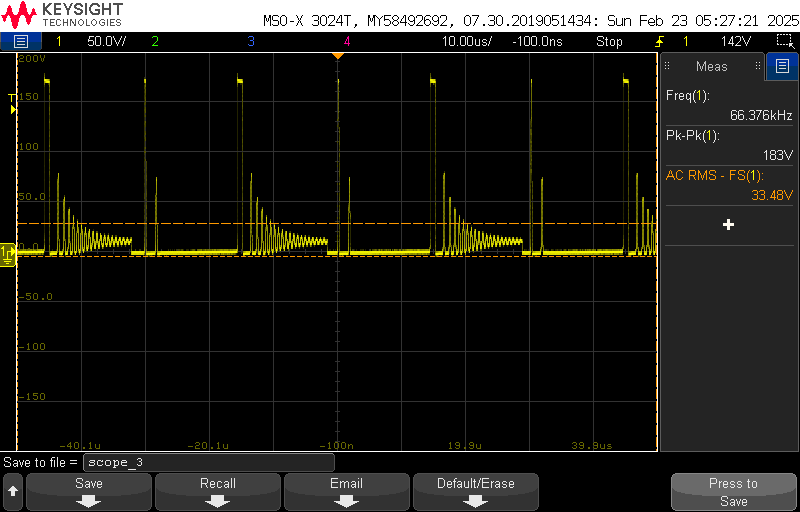 KEYSIGHT
TECHNOLOGIES
MSO-X 3024T, MY58492692, 07.30.2019051434: Sun Feb 23 05:27:21 2025
1 50.0V/ 2 3 4 10.00us/ -100.0ns Stop 1 142V
200V
Meas
T
150
Freq(1):
66.376kHz
Pk-Pk(1):
183V
100
AC RMS - FS(1):
33.48V
50.0
+
1
0.0
-50.0
-100
-150
-40.1u -20.1u -100n 19.9u 39.9us
Save to file = scope_3
Save Recall Email Default/Erase Press to
Save